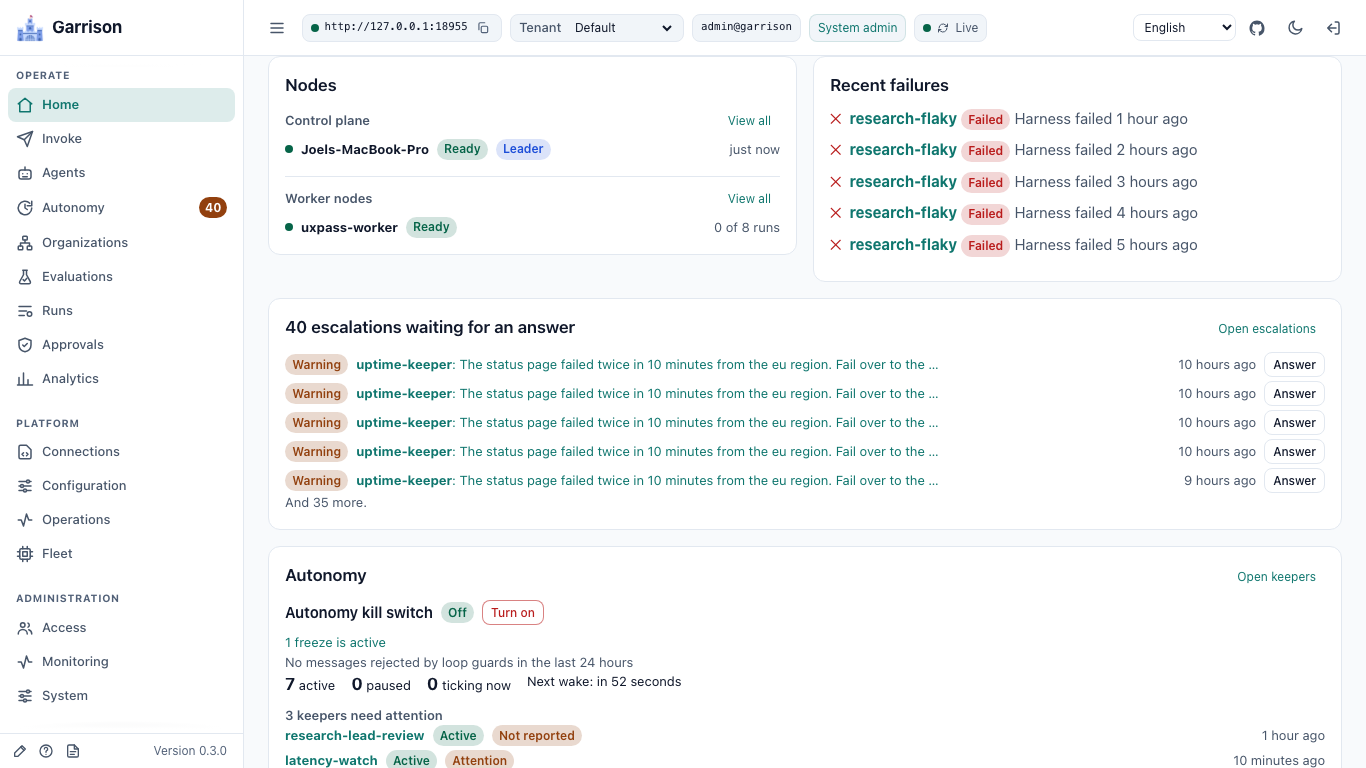 Garrison
http://127.0.0.1:18955
Tenant Default
admin@garrison
System admin
Live
English
OPERATE
Home
Invoke
Agents
Autonomy 40
Organizations
Evaluations
Runs
Approvals
Analytics
PLATFORM
Connections
Configuration
Operations
Fleet
ADMINISTRATION
Access
Monitoring
System
Version 0.3.0
Nodes
Control plane View all
Joels-MacBook-Pro Ready Leader just now
Worker nodes View all
uxpass-worker Ready 0 of 8 runs
Recent failures
research-flaky Failed Harness failed 1 hour ago
research-flaky Failed Harness failed 2 hours ago
research-flaky Failed Harness failed 3 hours ago
research-flaky Failed Harness failed 4 hours ago
research-flaky Failed Harness failed 5 hours ago
40 escalations waiting for an answer Open escalations
Warning uptime-keeper: The status page failed twice in 10 minutes from the eu region. Fail over to the ... 10 hours ago Answer
Warning uptime-keeper: The status page failed twice in 10 minutes from the eu region. Fail over to the ... 10 hours ago Answer
Warning uptime-keeper: The status page failed twice in 10 minutes from the eu region. Fail over to the ... 10 hours ago Answer
Warning uptime-keeper: The status page failed twice in 10 minutes from the eu region. Fail over to the ... 10 hours ago Answer
Warning uptime-keeper: The status page failed twice in 10 minutes from the eu region. Fail over to the ... 9 hours ago Answer
And 35 more.
Autonomy Open keepers
Autonomy kill switch Off Turn on
1 freeze is active
No messages rejected by loop guards in the last 24 hours
7 active 0 paused 0 ticking now Next wake: in 52 seconds
3 keepers need attention
research-lead-review Active Not reported 1 hour ago
latency-watch Active Attention 10 minutes ago